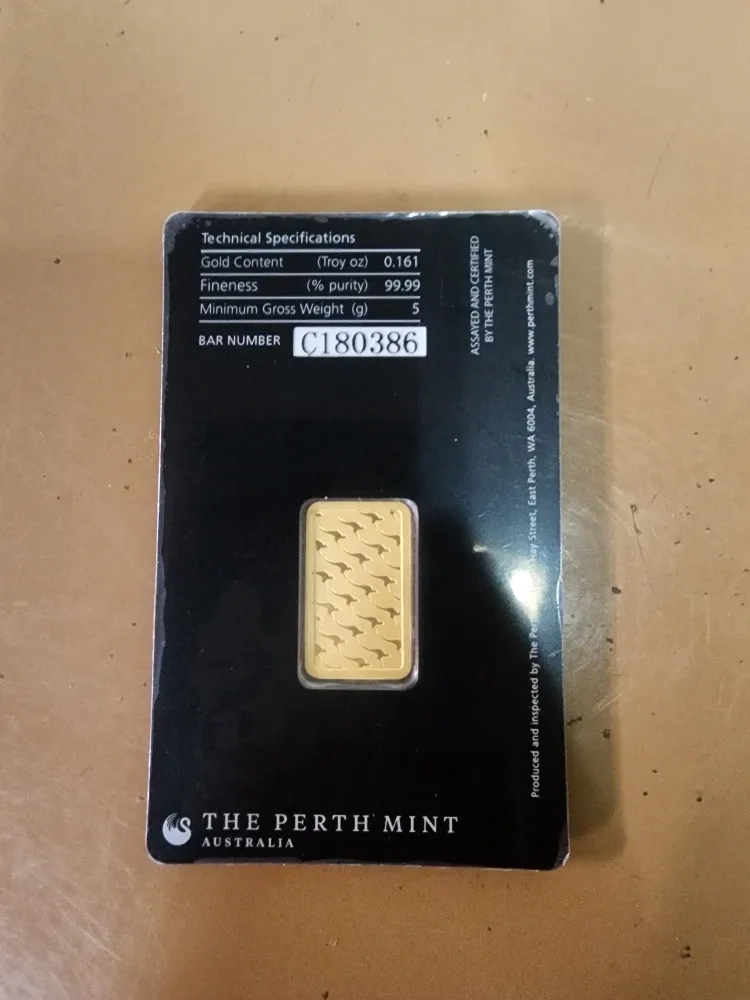 Technical Specifications
Gold Content (Troy oz) 0.161
Fineness (% purity) 99.99
Minimum Gross Weight (g) 5
BAR NUMBER C180386
ASSAYED AND CERTIFIED
BY THE PERTH MINT
Produced and inspected by The Street, East Perth, WA 6004, Australia. www.perthmint.com
THE PERTH MINT
AUSTRALIA